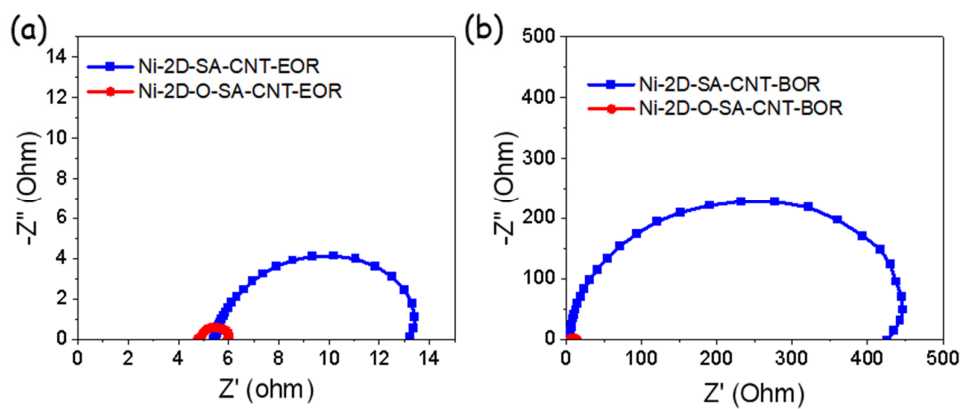 (a)
14
12
10
8
6
4
2
0
-Z" (Ohm)
Ni-2D-SA-CNT-EOR
Ni-2D-O-SA-CNT-EOR
0 2 4 6 8 10 12 14
Z' (ohm)
(b)
500
400
300
200
100
0
-Z" (Ohm)
Ni-2D-SA-CNT-BOR
Ni-2D-O-SA-CNT-BOR
0 100 200 300 400 500
Z' (Ohm)